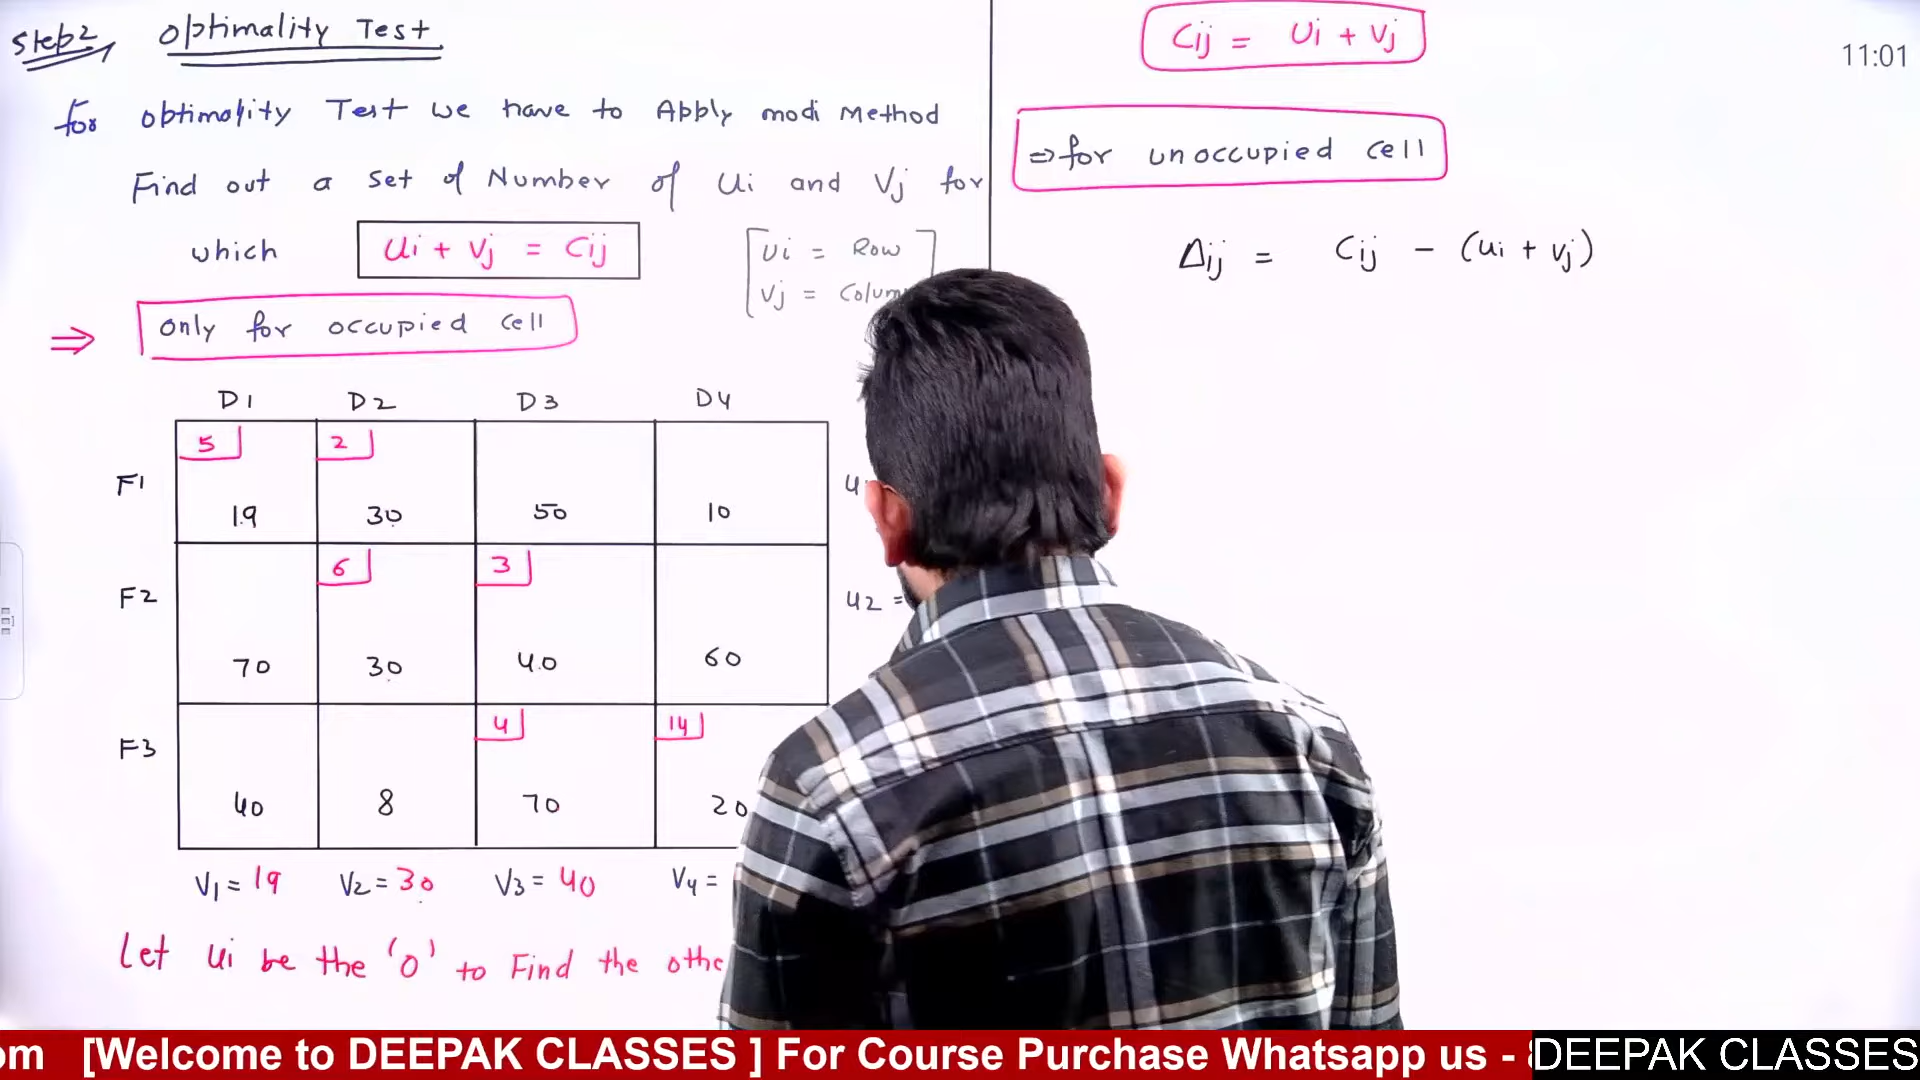 Step2 Optimality Test
for optimality Test we have to Apply modi Method
Find out a set of Number of Ui and Vj for
which Ui + Vj = Cij
Ui = Row
Vj =
⇒ only for occupied cell
D1 D2 D3 D4
5 2
F1 19 30 50 10
6 3
F2 70 30 40 60 U2 =
4 14
F3 40 8 70 20
V1 = 19 V2 = 30 V3 = 40 V4 =
Let Ui be the '0' to Find the
Cij = Ui + Vj
11:01
⇒ for unoccupied cell
Δij = Cij - (Ui + Vj)
[Welcome to DEEPAK CLASSES ] For Course Purchase Whatsapp us -
DEEPAK CLASSES